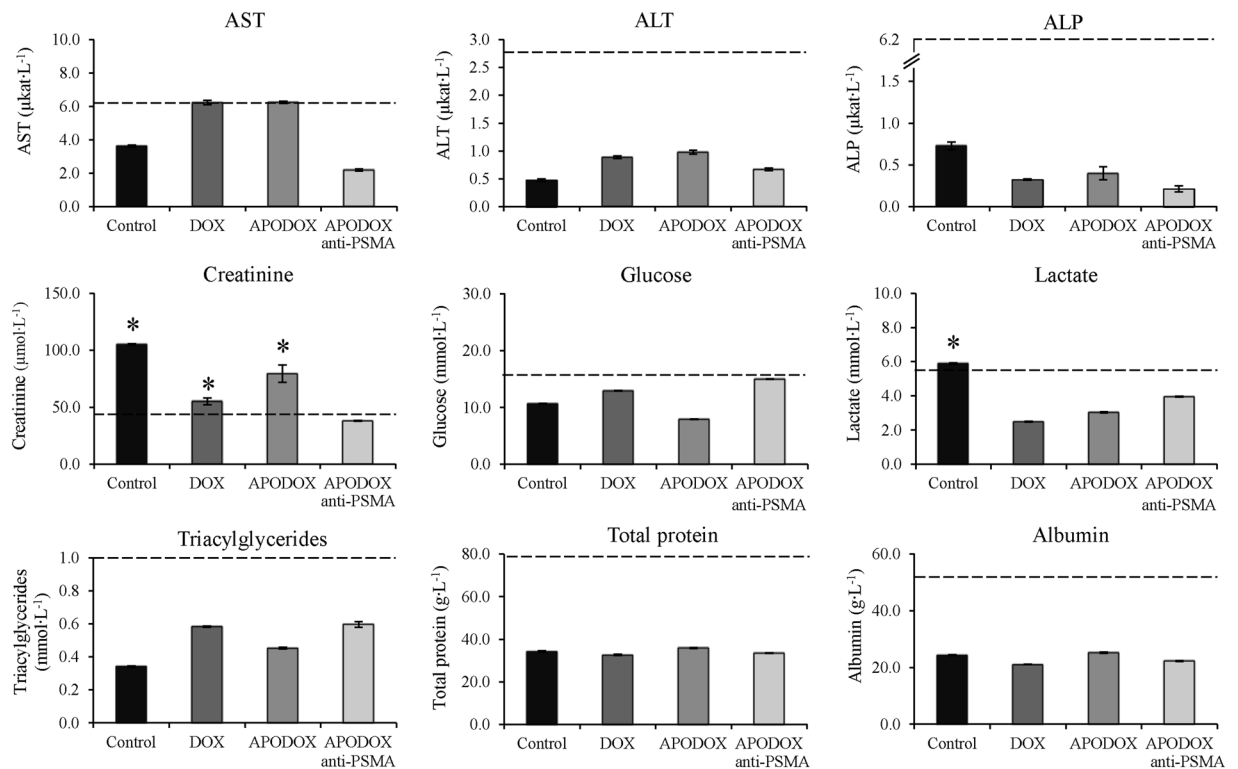 AST
AST (μkat·L-1)
10.0
8.0
6.0
4.0
2.0
0.0
Control
DOX
APODOX
APODOX
anti-PSMA
ALT
ALT (μkat·L-1)
3.0
2.5
2.0
1.5
1.0
0.5
0.0
Control
DOX
APODOX
APODOX
anti-PSMA
ALP
ALP (μkat·L-1)
6.2
1.5
1.0
0.5
0.0
Control
DOX
APODOX
APODOX
anti-PSMA
Creatinine
Creatinine (μmol·L-1)
150.0
100.0
50.0
0.0
*
*
*
Control
DOX
APODOX
APODOX
anti-PSMA
Glucose
Glucose (mmol·L-1)
30.0
25.0
20.0
15.0
10.0
5.0
0.0
Control
DOX
APODOX
APODOX
anti-PSMA
Lactate
Lactate (mmol·L-1)
10.0
8.0
6.0
4.0
2.0
0.0
*
Control
DOX
APODOX
APODOX
anti-PSMA
Triacylglycerides
Triacylglycerides
(mmol·L-1)
1.0
0.8
0.6
0.4
0.2
0.0
Control
DOX
APODOX
APODOX
anti-PSMA
Total protein
Total protein (g·L-1)
80.0
60.0
40.0
20.0
0.0
Control
DOX
APODOX
APODOX
anti-PSMA
Albumin
Albumin (g·L-1)
60.0
40.0
20.0
0.0
Control
DOX
APODOX
APODOX
anti-PSMA